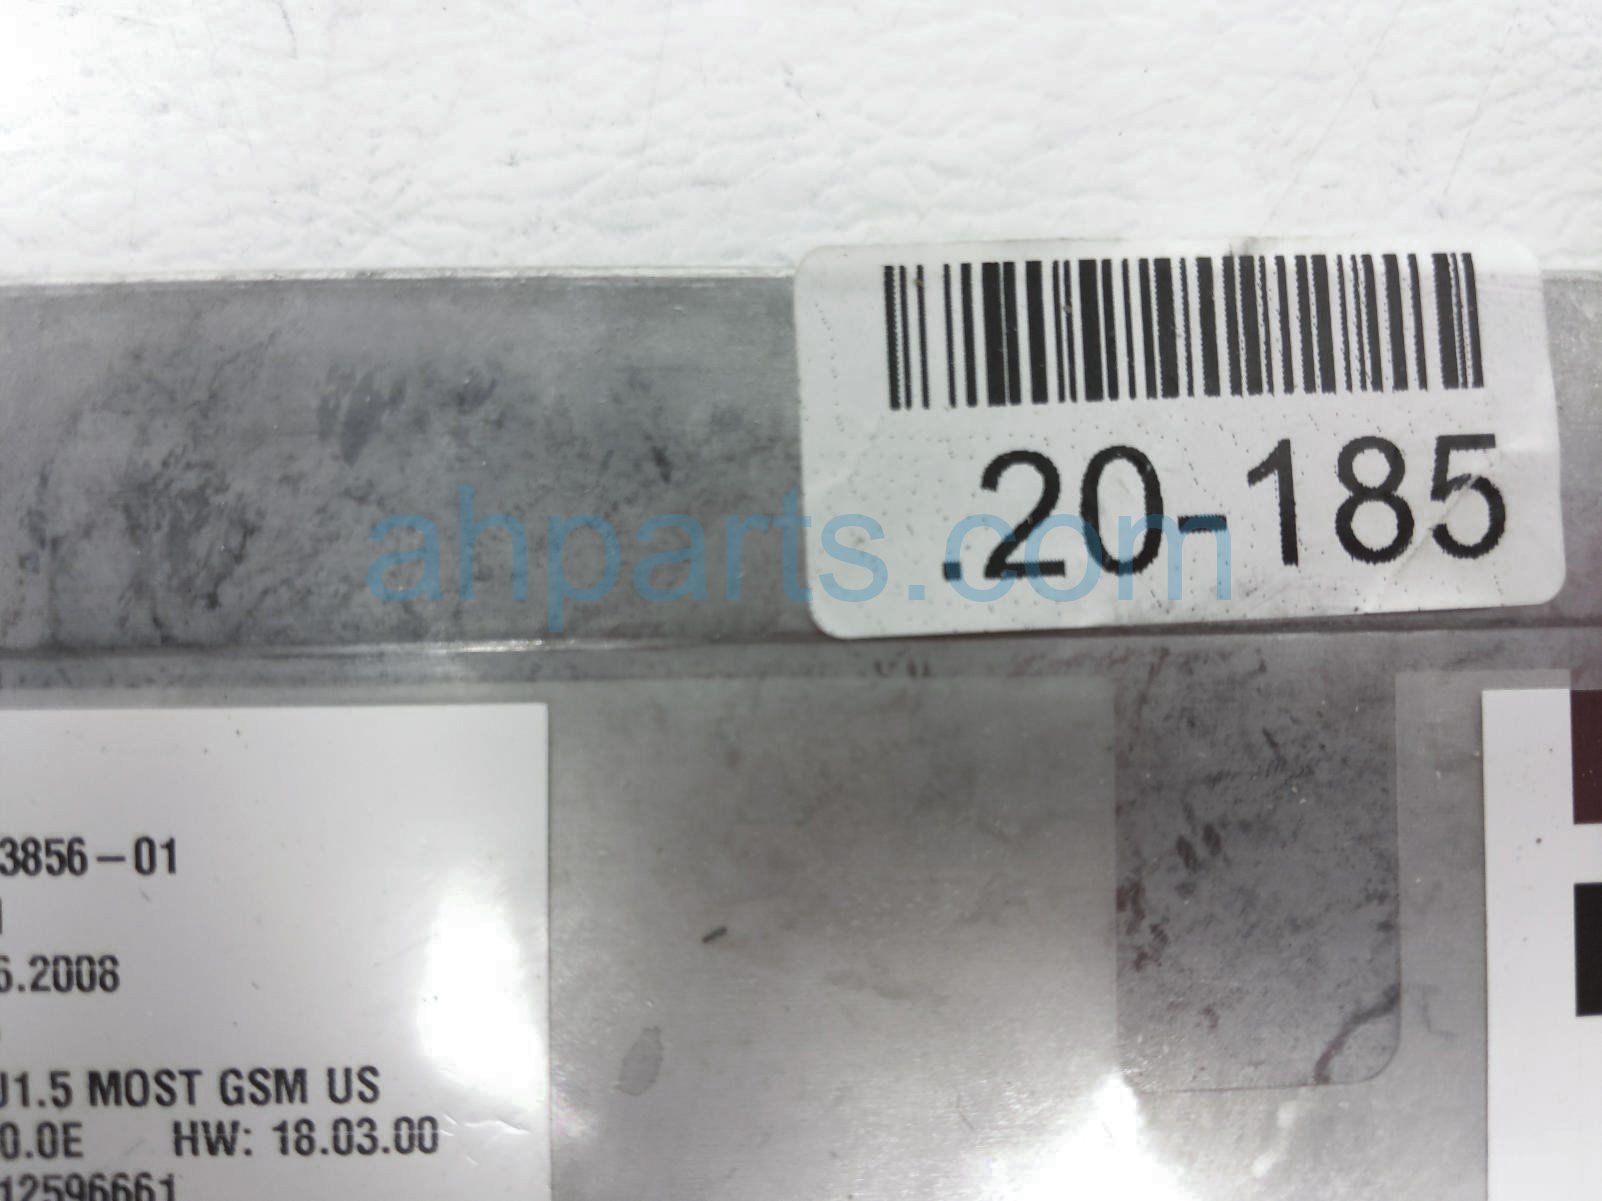 .20-185
ahparts.com
3856-01
6.2008
J1.5 MOST GSM US
0.0E HW: 18.03.00
12596661